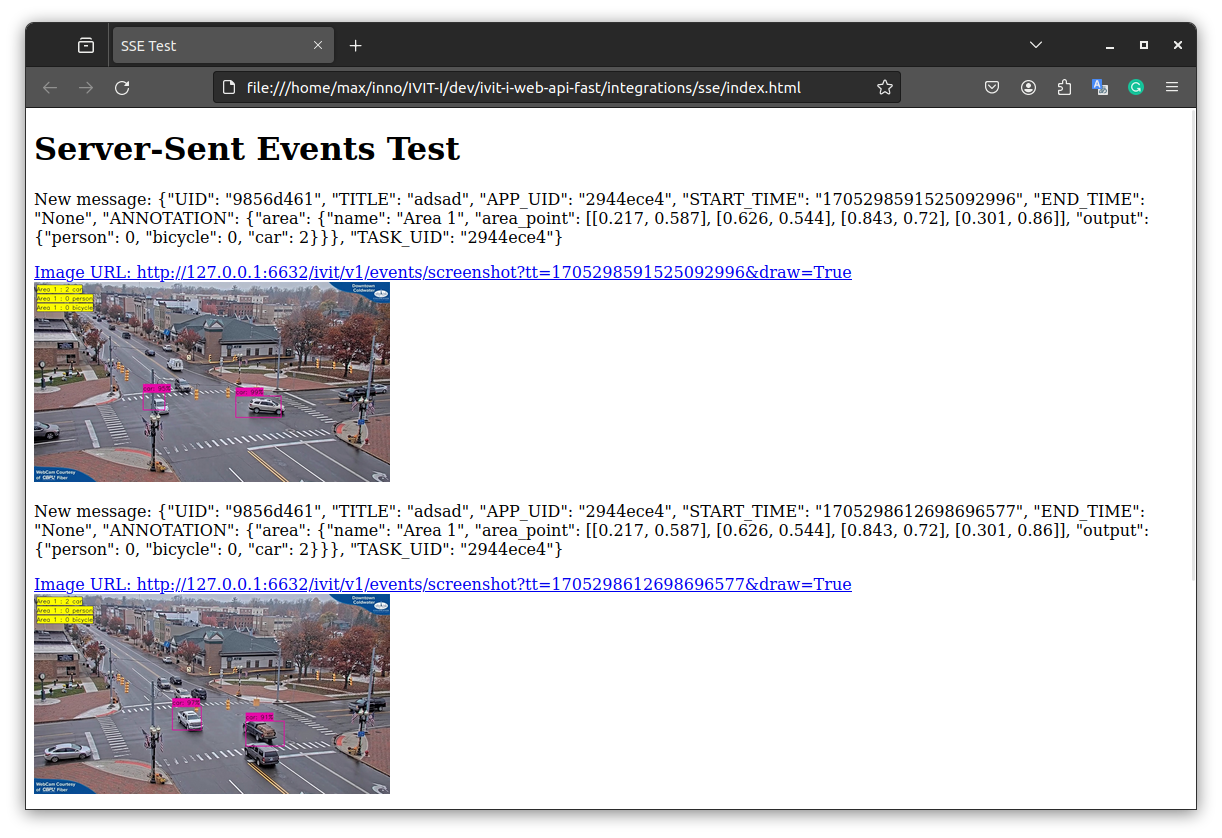 SSE Test
file:///home/max/inno/IVIT-I/dev/ivit-i-web-api-fast/integrations/sse/index.html
Server-Sent Events Test
New message: {"UID": "9856d461", "TITLE": "adsad", "APP_UID": "2944ece4", "START_TIME": "1705298591525092996", "END_TIME":
"None", "ANNOTATION": {"area": {"name": "Area 1", "area_point": [[0.217, 0.587], [0.626, 0.544], [0.843, 0.72], [0.301, 0.86]], "output":
{"person": 0, "bicycle": 0, "car": 2}}}, "TASK_UID": "2944ece4"}
Image URL: http://127.0.0.1:6632/ivit/v1/events/screenshot?tt=1705298591525092996&draw=True
Area 1 : 2 car
Area 1 : 0 person
Area 1 : 0 bicycle
Downtown
Coldwater
WebCam Courtesy
of CBPU Fiber
New message: {"UID": "9856d461", "TITLE": "adsad", "APP_UID": "2944ece4", "START_TIME": "1705298612698696577", "END_TIME":
"None", "ANNOTATION": {"area": {"name": "Area 1", "area_point": [[0.217, 0.587], [0.626, 0.544], [0.843, 0.72], [0.301, 0.86]], "output":
{"person": 0, "bicycle": 0, "car": 2}}}, "TASK_UID": "2944ece4"}
Image URL: http://127.0.0.1:6632/ivit/v1/events/screenshot?tt=1705298612698696577&draw=True
Area 1 : 2 car
Area 1 : 0 person
Area 1 : 0 bicycle
Downtown
Coldwater
WebCam Courtesy
of CBPU Fiber